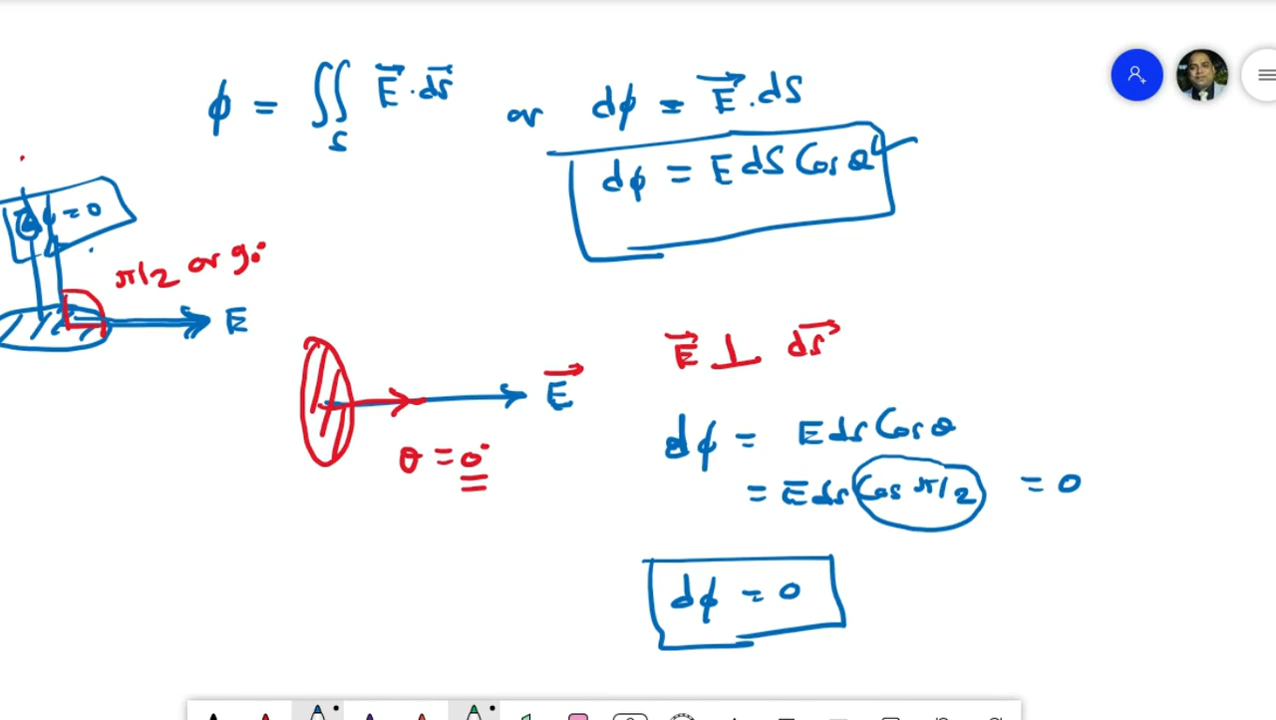 φ = ∬_S E⃗ · ds⃗ or dφ = E⃗ . dS
dφ = E dS Cos θ
φ = 0
π/2 or 90°
E
E⃗
θ = 0°
E⃗ ⊥ ds⃗
dφ = E ds Cos θ
= E ds Cos π/2 = 0
dφ = 0